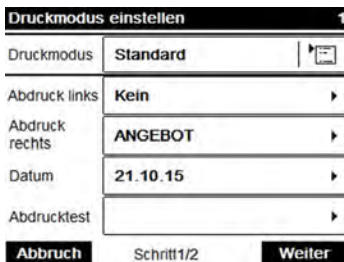 Druckmodus einstellen 1
Druckmodus Standard
Abdruck links Kein
Abdruck
rechts ANGEBOT
Datum 21.10.15
Abdrucktest
Abbruch Schritt1/2 Weiter